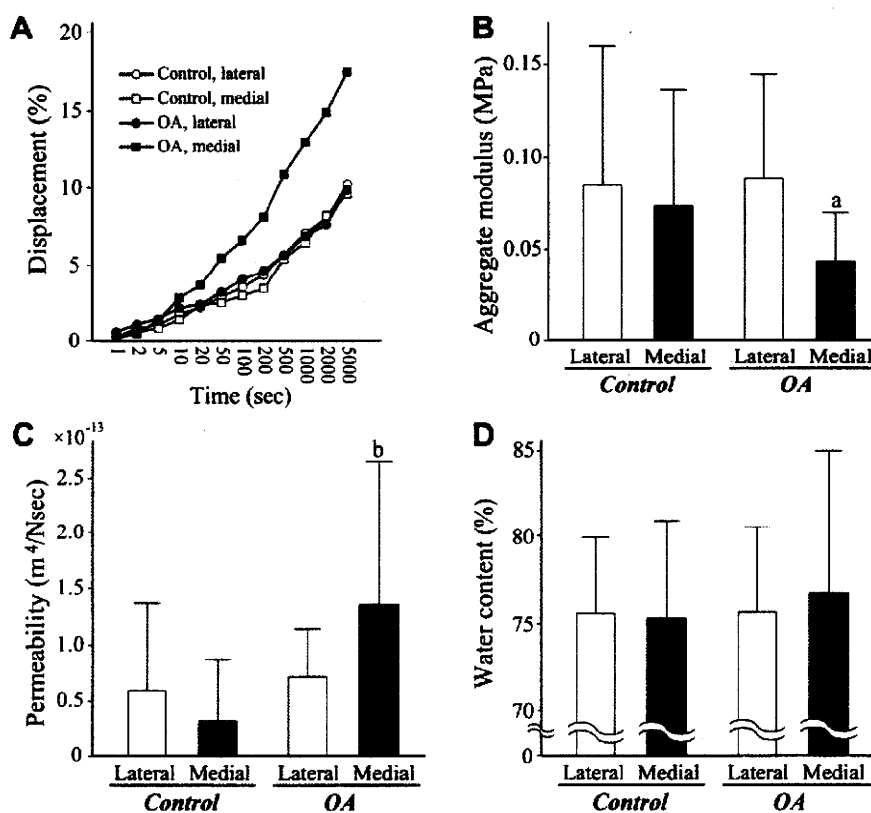 A
Displacement (%)
20
15
10
5
0
Control, lateral
Control, medial
OA, lateral
OA, medial
1 2 5 10 20 50 100 200 500 1000 2000 5000
Time (sec)
B
Aggregate modulus (MPa)
0.15
0.10
0.05
0
a
Lateral Medial Lateral Medial
Control OA
C
×10⁻¹³
Permeability (m⁴/Nsec)
2.5
1.5
1.0
0.5
0
b
Lateral Medial Lateral Medial
Control OA
D
Water content (%)
85
80
75
70
0
Lateral Medial Lateral Medial
Control OA